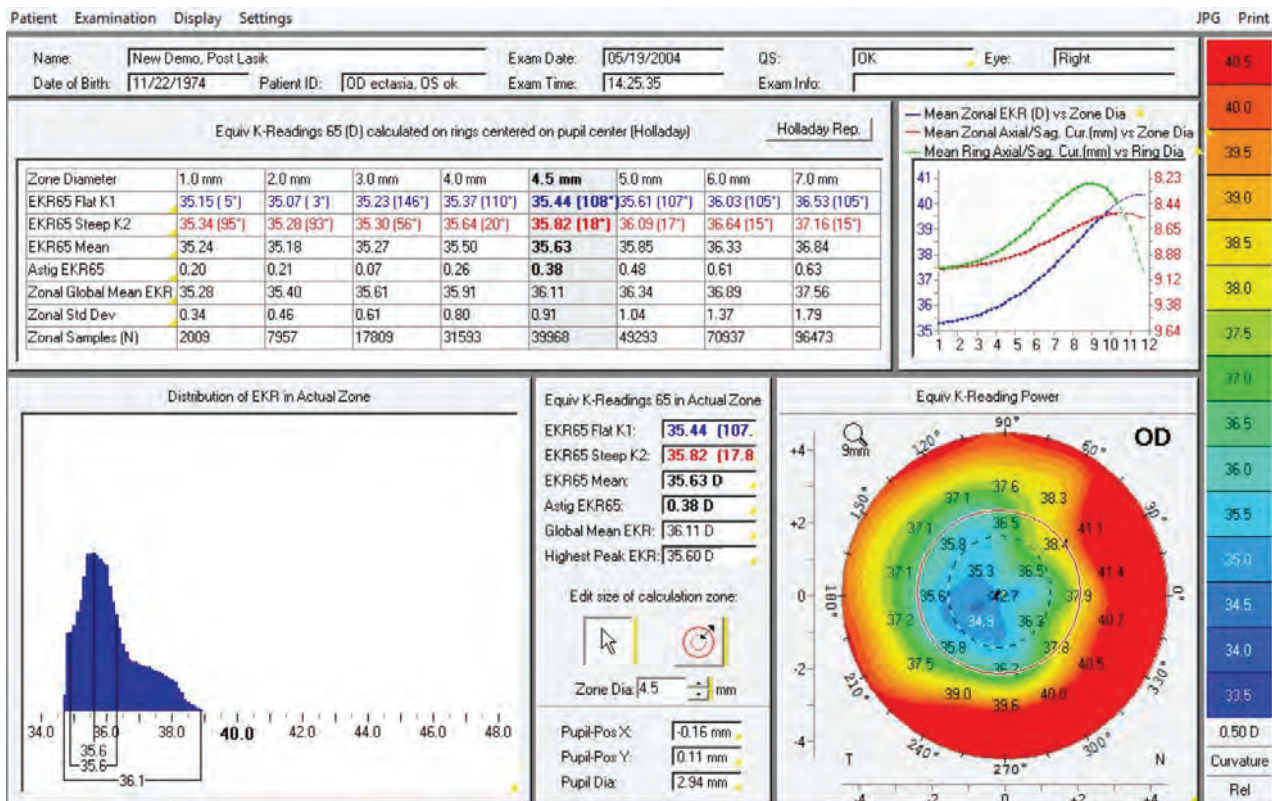 Patient Examination Display Settings JPG Print
Name: New Demo, Post Lasik Exam Date: 05/19/2004 QS: OK Eye: Right
Date of Birth: 11/22/1974 Patient ID: OD ectasia, OS ok Exam Time: 14:25:35 Exam Info:
Equiv K-Readings 65 (D) calculated on rings centered on pupil center (Holladay) Holladay Rep.
Zone Diameter 1.0 mm 2.0 mm 3.0 mm 4.0 mm 4.5 mm 5.0 mm 6.0 mm 7.0 mm
EKR65 Flat K1 35.15 ( 5°) 35.07 ( 3°) 35.23 (146°) 35.37 (110°) 35.44 (108°) 35.61 (107°) 36.03 (105°) 36.53 (105°)
EKR65 Steep K2 35.34 (95°) 35.28 (93°) 35.30 (56°) 35.64 (20°) 35.82 (18°) 36.09 (17°) 36.64 (15°) 37.16 (15°)
EKR65 Mean 35.24 35.18 35.27 35.50 35.63 35.85 36.33 36.84
Astig EKR65 0.20 0.21 0.07 0.26 0.38 0.48 0.61 0.63
Zonal Global Mean EKR 35.28 35.40 35.61 35.91 36.11 36.34 36.89 37.56
Zonal Std Dev 0.34 0.46 0.61 0.80 0.91 1.04 1.37 1.79
Zonal Samples (N) 2009 7957 17809 31593 39968 49293 70937 96473
Mean Zonal EKR (D) vs Zone Dia
Mean Zonal Axial/Sag. Cur.(mm) vs Zone Dia
Mean Ring Axial/Sag. Cur.(mm) vs Ring Dia
41 8.23
40 8.44
39 8.65
38 8.88
37 9.12
36 9.38
35 9.64
1 2 3 4 5 6 7 8 9 10 11 12
Distribution of EKR in Actual Zone
34.0 36.0 38.0 40.0 42.0 44.0 46.0 48.0
35.6
35.6
36.1
Equiv K-Readings 65 in Actual Zone
EKR65 Flat K1: 35.44 (107.
EKR65 Steep K2: 35.82 (17.8
EKR65 Mean: 35.63 D
Astig EKR65: 0.38 D
Global Mean EKR: 36.11 D
Highest Peak EKR: 35.60 D
Edit size of calculation zone:
Zone Dia: 4.5 mm
Pupil-Pos X: -0.16 mm
Pupil-Pos Y: 0.11 mm
Pupil Dia: 2.94 mm
Equiv K-Reading Power
9mm OD
90°
120° 60°
150° 30°
180° 0°
210° 330°
240° 300°
270°
+4
+2
0
-2
-4
37.6
37.1 38.3
37.1 36.5 41.1
35.8 38.4
37.1 35.3 36.5 41.4
35.6 42.7 37.9
37.2 34.9 36.3 40.7
35.8 37.8
37.5 36.2 40.5
39.0 40.0
39.6
T N
-4 -2 0 +2 +4
40.5
40.0
39.5
39.0
38.5
38.0
37.5
37.0
36.5
36.0
35.5
35.0
34.5
34.0
33.5
0.50 D
Curvature
Rel